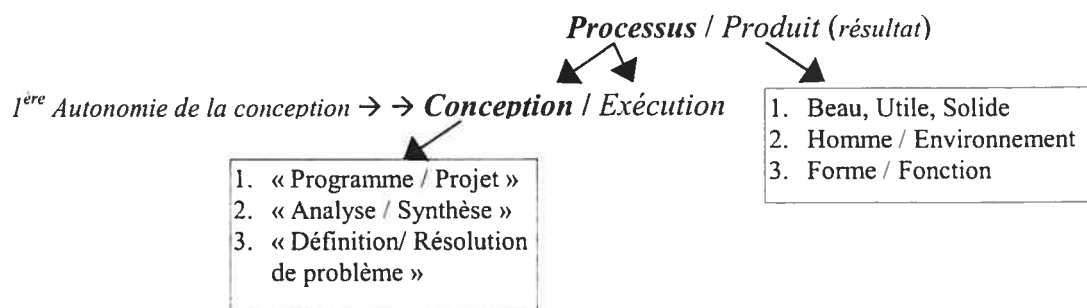 Processus / Produit (résultat)
1ère Autonomie de la conception → → Conception / Exécution
1. « Programme / Projet »
2. « Analyse / Synthèse »
3. « Définition/ Résolution
de problème »
1. Beau, Utile, Solide
2. Homme / Environnement
3. Forme / Fonction